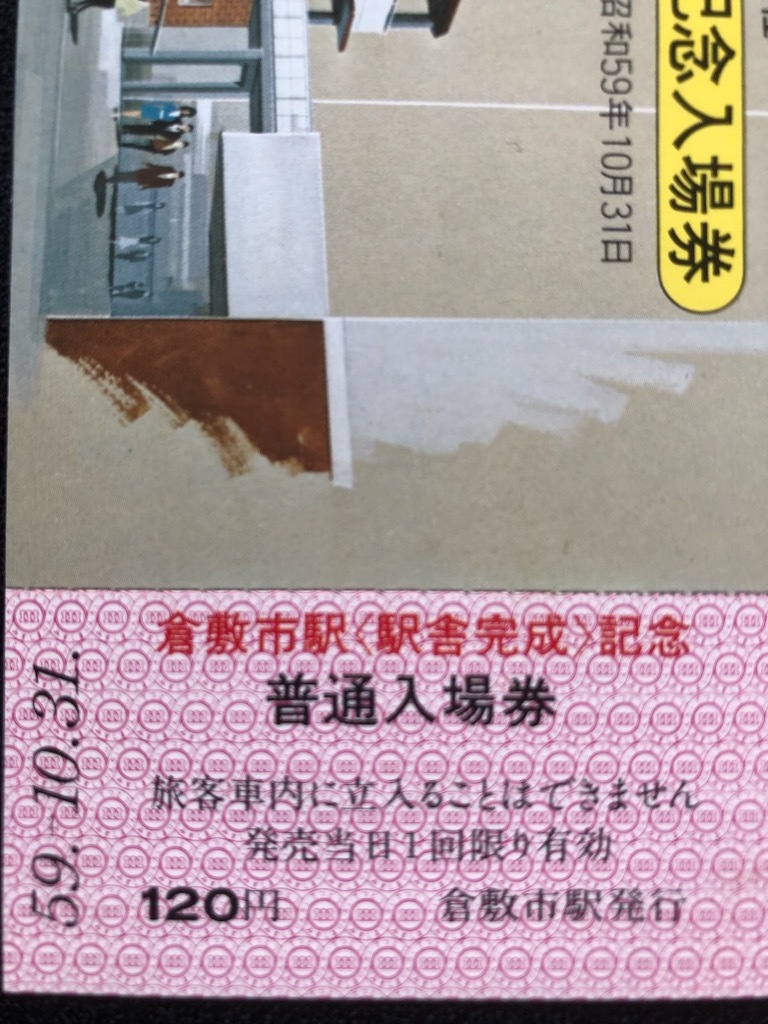 念入場券
昭和59年10月31日
倉敷市駅〈駅舎完成〉記念
普通入場券
旅客車内に立入ることはできません
発売当日1回限り有効
120円 倉敷市駅発行
59.-10.31.